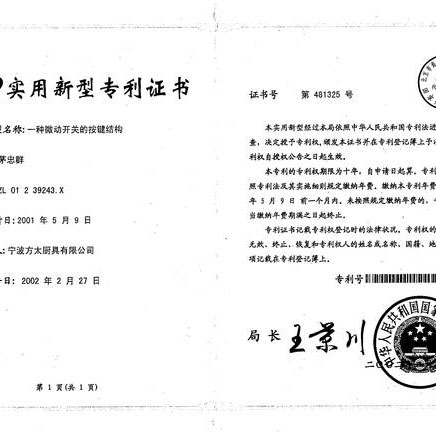 实用新型专利证书
名称:一种微动开关的按键结构
茅忠群
ZL 01 2 39243.X
日:2001 年 5 月 9 日
宁波方太厨具有限公司
日:2002 年 2 月 27 日
第 1 页(共 1 页)
证书号 第 481325 号
本实用新型经过本局依照中华人民共和国专利法进
查,决定授予专利权,颁发本证书并在专利登记簿上予
利权自授权公告之日起生效。
本专利的专利权期限为十年,自申请日起算。专利
照专利法及其实施细则规定缴纳年费。缴纳本专利年费
年 5 月 9 日 前一个月内。未按照规定缴纳年费的,专
当缴纳年费期满之日起终止。
专利证书记载专利权登记时的法律状况。专利权的
无效、终止、恢复和专利权人的姓名或名称、国籍、地
项记载在专利登记簿上。
专利号
局长 王景川
中华人民共和国国家
二〇〇